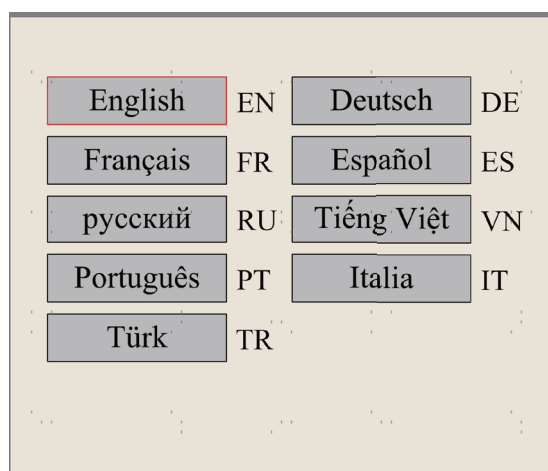 English EN Deutsch DE
Français FR Español ES
русский RU Tiếng Việt VN
Português PT Italia IT
Türk TR